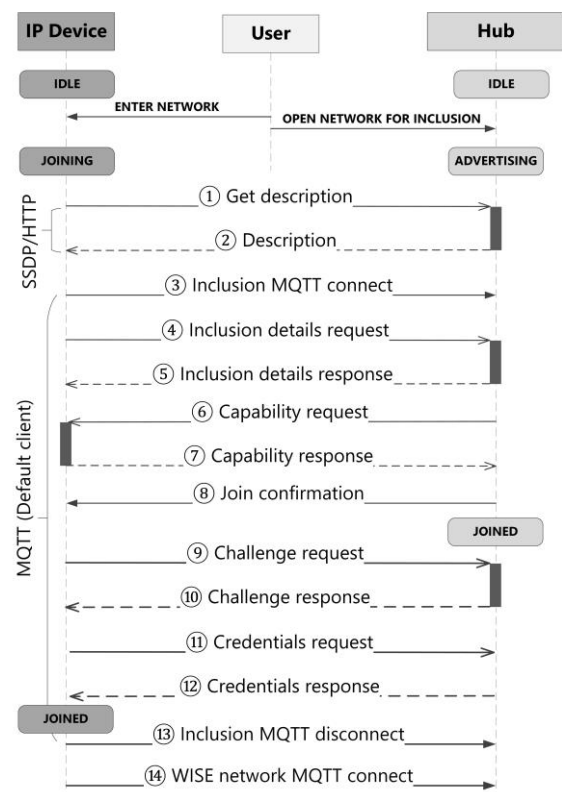 IP Device
User
Hub
IDLE
IDLE
ENTER NETWORK
OPEN NETWORK FOR INCLUSION
JOINING
ADVERTISING
SSDP/HTTP
① Get description
② Description
③ Inclusion MQTT connect
MQTT (Default client)
④ Inclusion details request
⑤ Inclusion details response
⑥ Capability request
⑦ Capability response
⑧ Join confirmation
JOINED
⑨ Challenge request
⑩ Challenge response
⑪ Credentials request
⑫ Credentials response
JOINED
⑬ Inclusion MQTT disconnect
⑭ WISE network MQTT connect